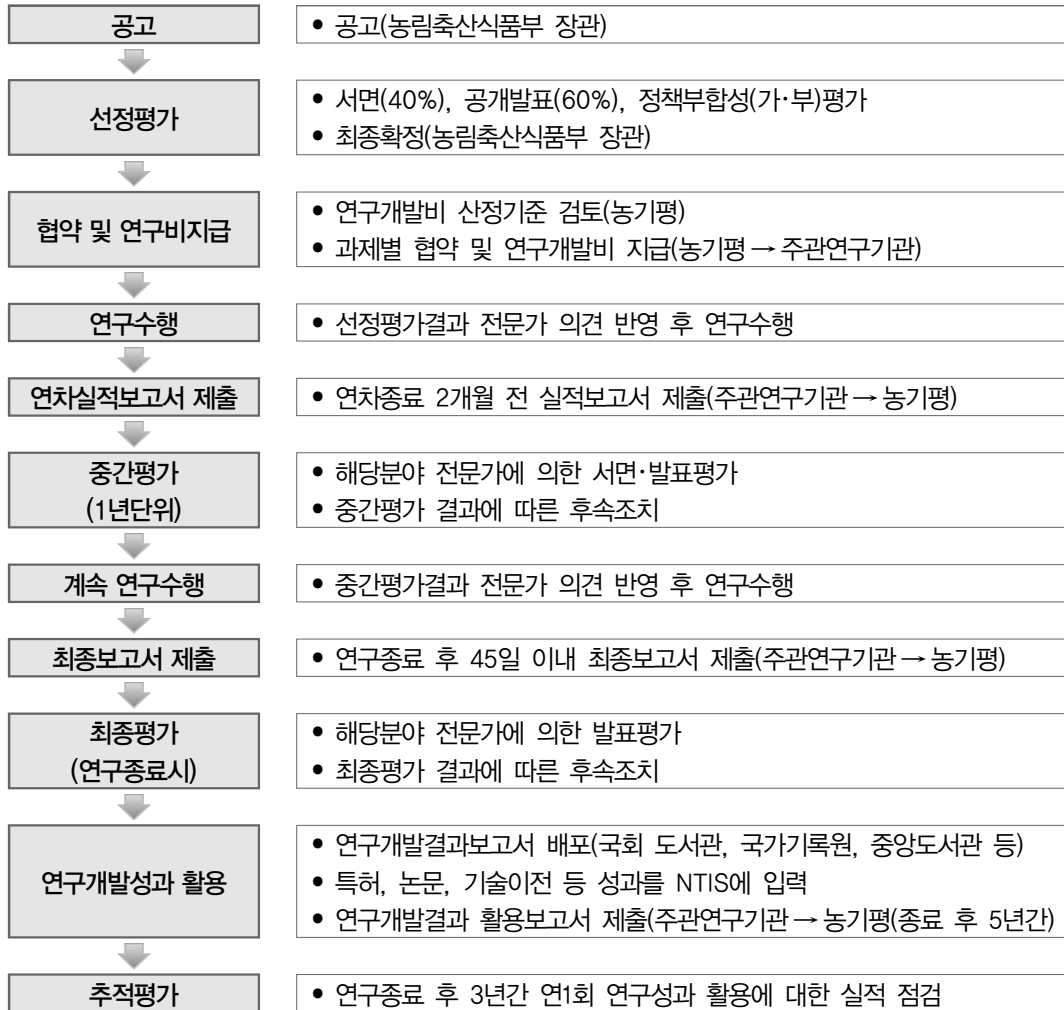 공고
• 공고(농림축산식품부 장관)
선정평가
• 서면(40%), 공개발표(60%), 정책부합성(가·부)평가
• 최종확정(농림축산식품부 장관)
협약 및 연구비지급
• 연구개발비 산정기준 검토(농기평)
• 과제별 협약 및 연구개발비 지급(농기평→주관연구기관)
연구수행
• 선정평가결과 전문가 의견 반영 후 연구수행
연차실적보고서 제출
• 연차종료 2개월 전 실적보고서 제출(주관연구기관→농기평)
중간평가
(1년단위)
• 해당분야 전문가에 의한 서면·발표평가
• 중간평가 결과에 따른 후속조치
계속 연구수행
• 중간평가결과 전문가 의견 반영 후 연구수행
최종보고서 제출
• 연구종료 후 45일 이내 최종보고서 제출(주관연구기관→농기평)
최종평가
(연구종료시)
• 해당분야 전문가에 의한 발표평가
• 최종평가 결과에 따른 후속조치
연구개발성과 활용
• 연구개발결과보고서 배포(국회 도서관, 국가기록원, 중앙도서관 등)
• 특허, 논문, 기술이전 등 성과를 NTIS에 입력
• 연구개발결과 활용보고서 제출(주관연구기관→농기평(종료 후 5년간)
추적평가
• 연구종료 후 3년간 연1회 연구성과 활용에 대한 실적 점검